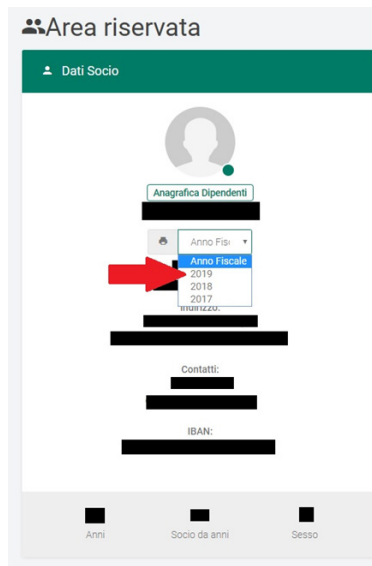 Area riservata
Dati Socio
Anagrafica Dipendenti
Anno Fisc
Anno Fiscale
2019
2018
2017
Indirizzo:
Contatti:
IBAN:
Anni Socio da anni Sesso